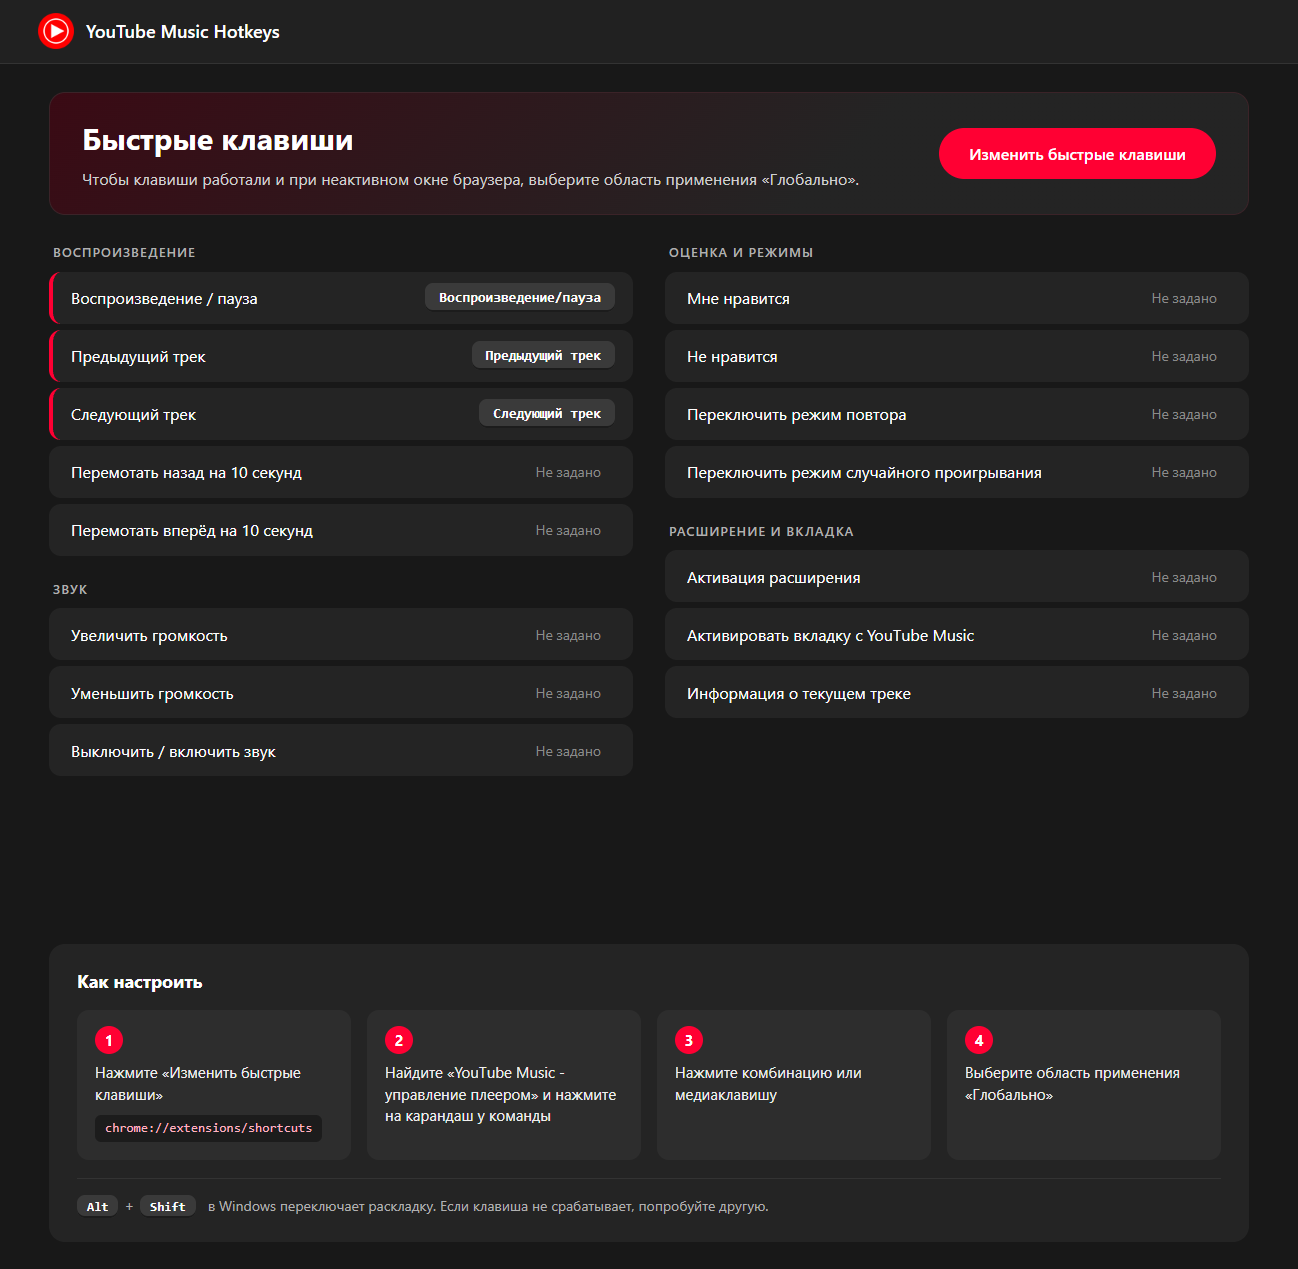 YouTube Music Hotkeys
Быстрые клавиши
Чтобы клавиши работали и при неактивном окне браузера, выберите область применения «Глобально».
Изменить быстрые клавиши
ВОСПРОИЗВЕДЕНИЕ
Воспроизведение / пауза
Воспроизведение/пауза
Предыдущий трек
Предыдущий трек
Следующий трек
Следующий трек
Перемотать назад на 10 секунд
Не задано
Перемотать вперёд на 10 секунд
Не задано
ЗВУК
Увеличить громкость
Не задано
Уменьшить громкость
Не задано
Выключить / включить звук
Не задано
ОЦЕНКА И РЕЖИМЫ
Мне нравится
Не задано
Не нравится
Не задано
Переключить режим повтора
Не задано
Переключить режим случайного проигрывания
Не задано
РАСШИРЕНИЕ И ВКЛАДКА
Активация расширения
Не задано
Активировать вкладку с YouTube Music
Не задано
Информация о текущем треке
Не задано
Как настроить
1
Нажмите «Изменить быстрые
клавиши»
chrome://extensions/shortcuts
2
Найдите «YouTube Music -
управление плеером» и нажмите
на карандаш у команды
3
Нажмите комбинацию или
медиаклавишу
4
Выберите область применения
«Глобально»
Alt + Shift в Windows переключает раскладку. Если клавиша не срабатывает, попробуйте другую.